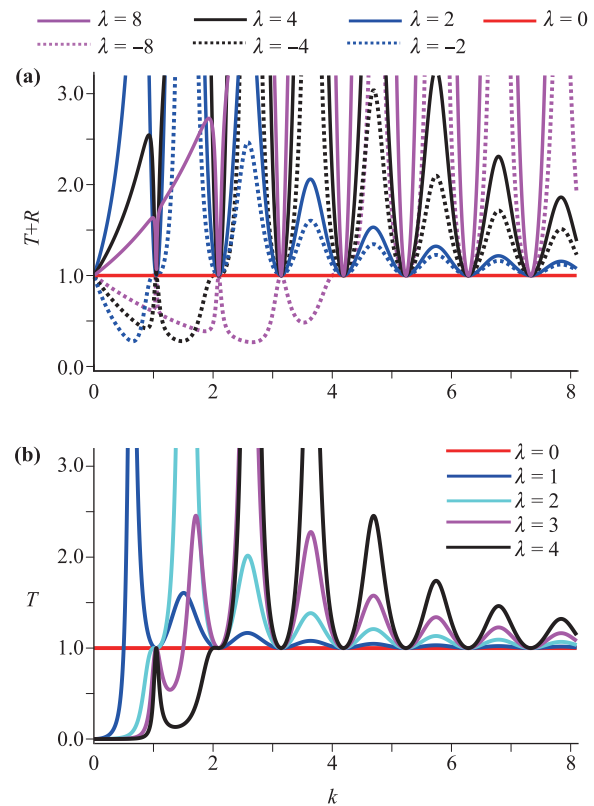 λ = 8 λ = 4 λ = 2 λ = 0
λ = −8 λ = −4 λ = −2
(a)
3.0
2.0
T+R
1.0
0.0
0 2 4 6 8
(b)
3.0
λ = 0
λ = 1
λ = 2
λ = 3
λ = 4
2.0
T
1.0
0.0
0 2 4 6 8
k